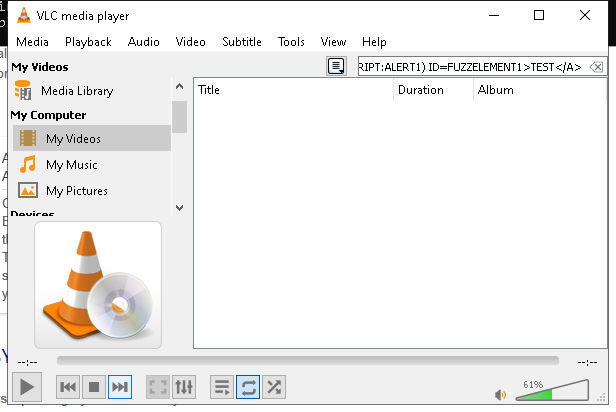 VLC media player
Media Playback Audio Video Subtitle Tools View Help
My Videos
RIPT:ALERT1) ID=FUZZELEMENT1>TEST</A>
Media Library
My Computer
My Videos
My Music
My Pictures
Devices
Title Duration Album
--:-- --:--
61%